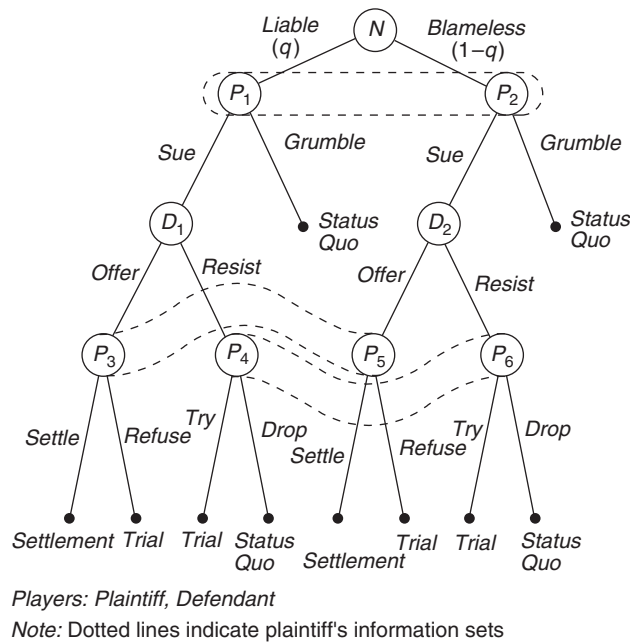 N
Liable
(q)
Blameless
(1–q)
P1
P2
Sue
Grumble
Sue
Grumble
D1
Status
Quo
D2
Status
Quo
Offer
Resist
Offer
Resist
P3
P4
P5
P6
Settle
Refuse
Try
Drop
Settle
Refuse
Try
Drop
Settlement
Trial
Trial
Status
Quo
Settlement
Trial
Trial
Status
Quo
Players: Plaintiff, Defendant
Note: Dotted lines indicate plaintiff's information sets